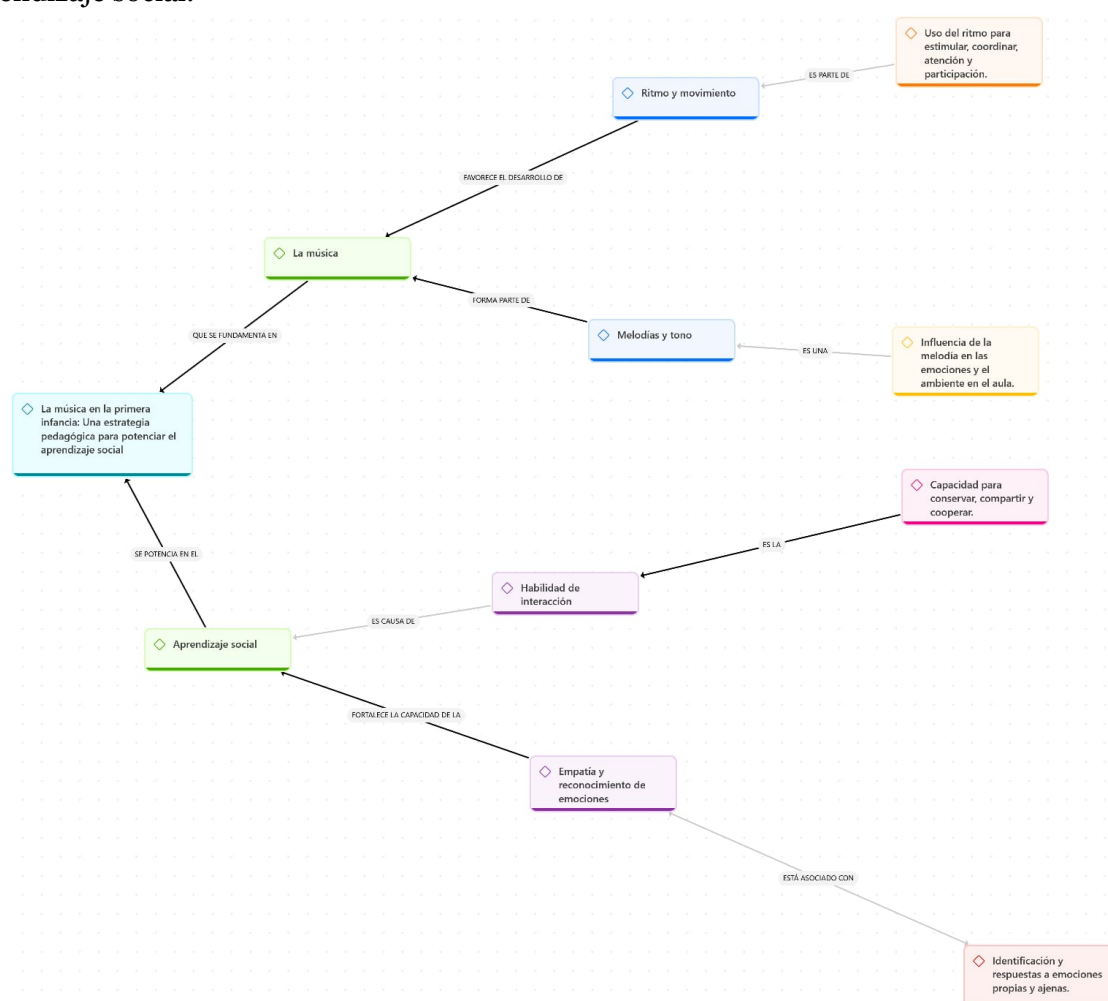 Uso del ritmo para
estimular, coordinar,
atención y
participación.
ES PARTE DE
Ritmo y movimiento
FAVORECE EL DESARROLLO DE
La música
FORMA PARTE DE
QUE SE FUNDAMENTA EN
Melodías y tono
ES UNA
Influencia de la
melodía en las
emociones y el
ambiente en el aula.
La música en la primera
infancia: Una estrategia
pedagógica para potenciar el
aprendizaje social
Capacidad para
conservar, compartir y
cooperar.
ES LA
SE POTENCIA EN EL
Habilidad de
interacción
ES CAUSA DE
Aprendizaje social
FORTALECE LA CAPACIDAD DE LA
Empatía y
reconocimiento de
emociones
ESTÁ ASOCIADO CON
Identificación y
respuestas a emociones
propias y ajenas.